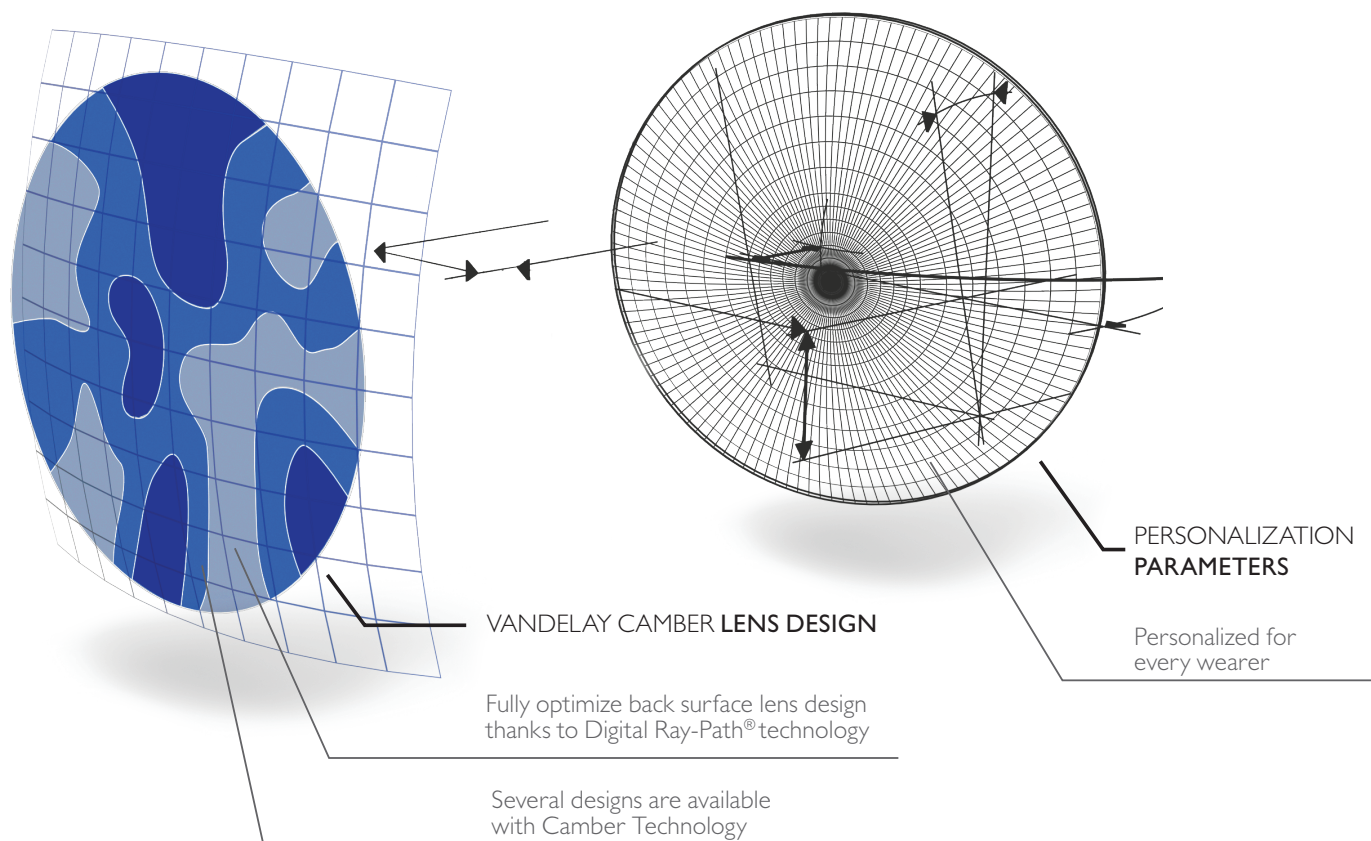 PERSONALIZATION
PARAMETERS
Personalized for
every wearer
VANDELAY CAMBER LENS DESIGN
Fully optimize back surface lens design
thanks to Digital Ray-Path® technology
Several designs are available
with Camber Technology